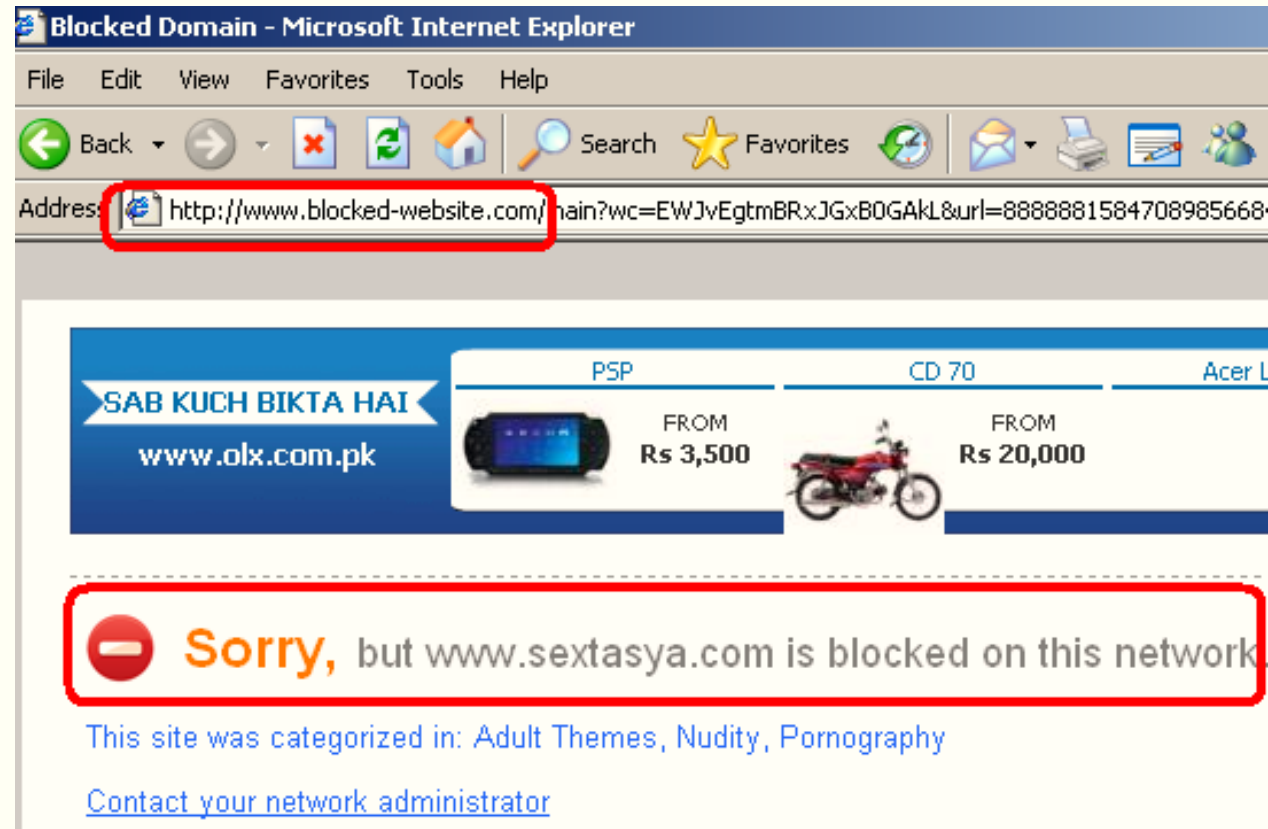 Blocked Domain - Microsoft Internet Explorer
File Edit View Favorites Tools Help
Back Search Favorites
Address http://www.blocked-website.com/main?wc=EWJvEgtmBRxJGxB0GAkL&url=8888881584708985668
PSP CD 70 Acer
SAB KUCH BIKTA HAI
www.olx.com.pk
FROM
Rs 3,500
FROM
Rs 20,000
Sorry, but www.sextasya.com is blocked on this network.
This site was categorized in: Adult Themes, Nudity, Pornography
Contact your network administrator